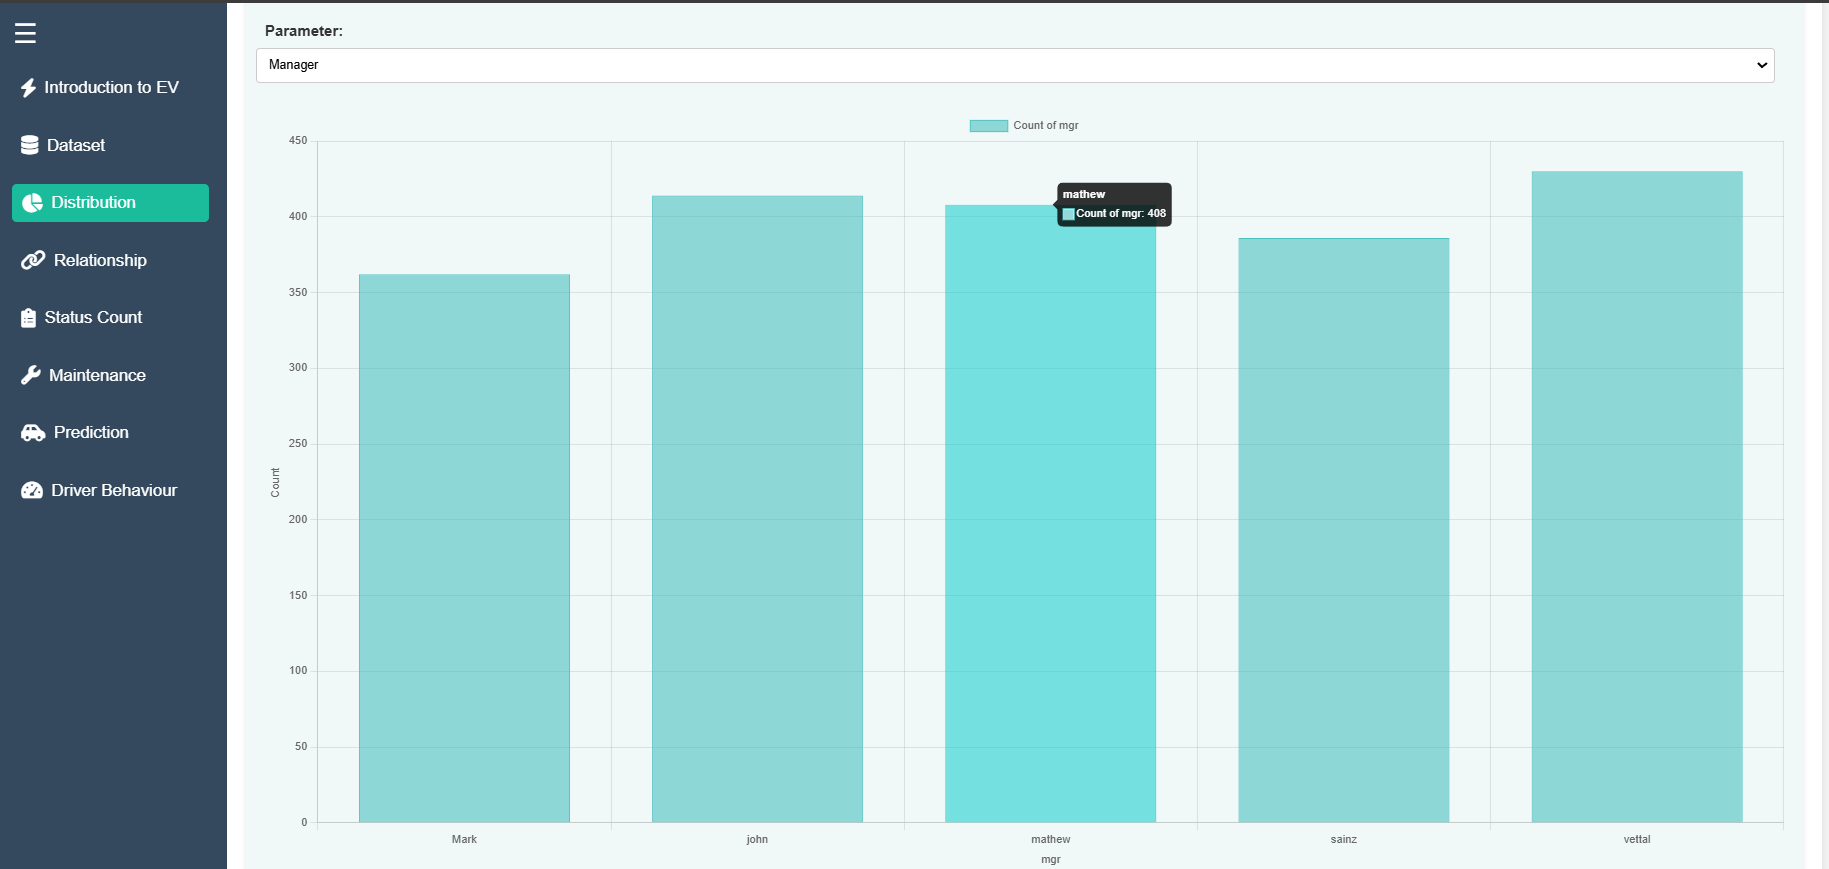 Introduction to EV
Dataset
Distribution
Relationship
Status Count
Maintenance
Prediction
Driver Behaviour
Parameter:
Manager
Count of mgr
450
400
350
300
250
200
150
100
50
0
Count
mathew
Count of mgr: 408
Mark
john
mathew
sainz
vettal
mgr